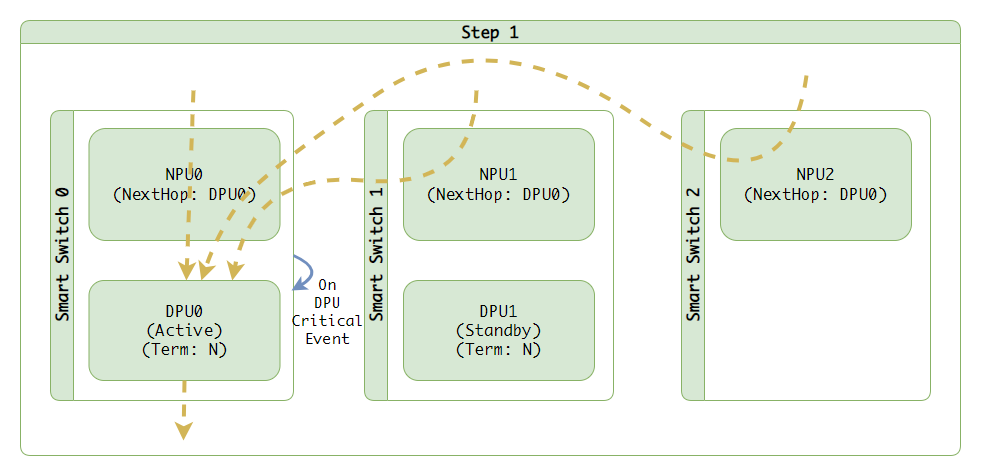 Step 1
Smart Switch 0
NPU0
(NextHop: DPU0)
DPU0
(Active)
(Term: N)
On
DPU
Critical
Event
Smart Switch 1
NPU1
(NextHop: DPU0)
DPU1
(Standby)
(Term: N)
Smart Switch 2
NPU2
(NextHop: DPU0)